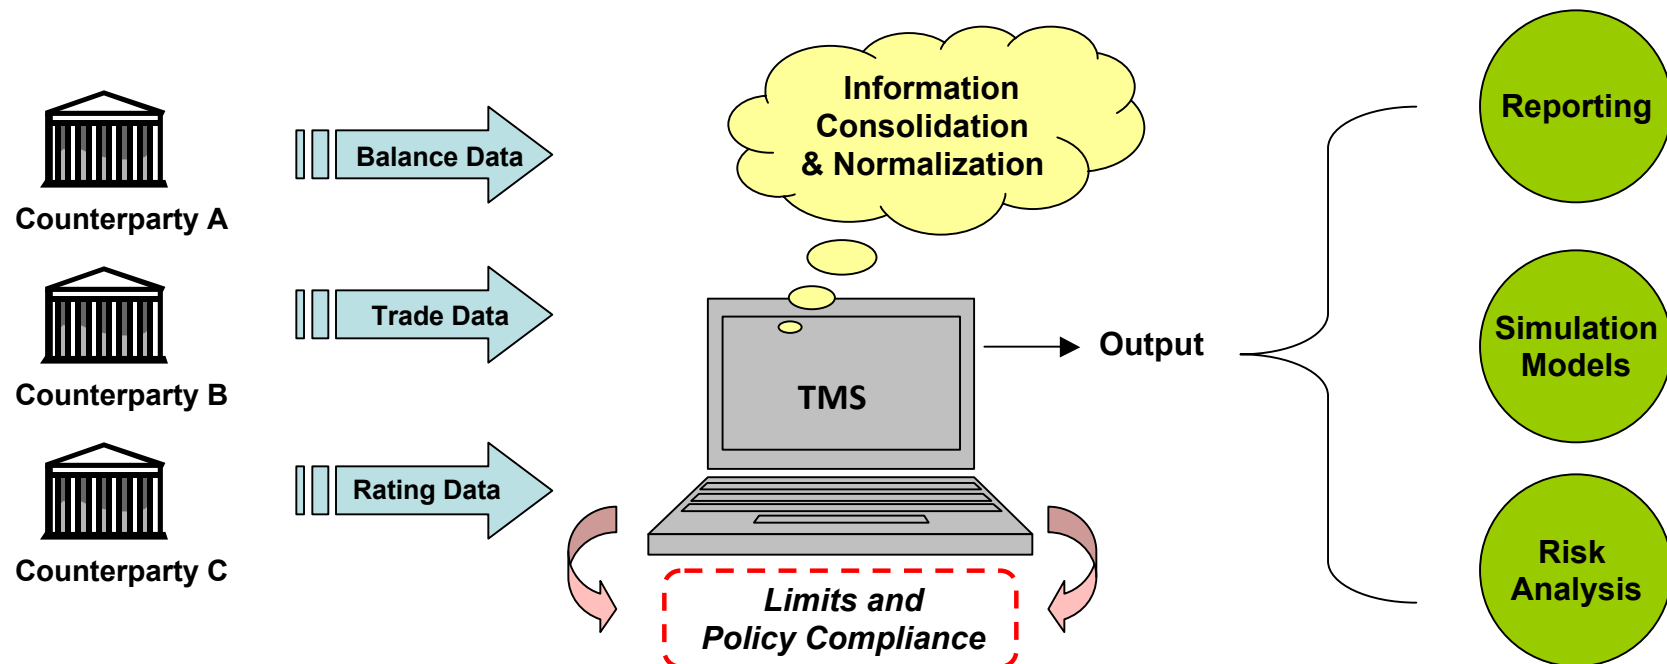 Counterparty A
Counterparty B
Counterparty C
Balance Data
Trade Data
Rating Data
Information
Consolidation
& Normalization
TMS
Limits and
Policy Compliance
Output
Reporting
Simulation
Models
Risk
Analysis